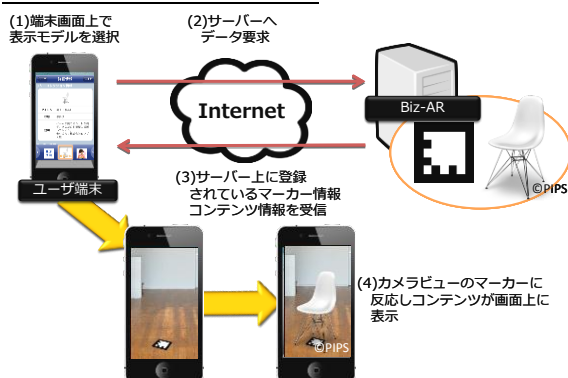 (1)端末画面上で
表示モデルを選択
(2)サーバーへ
データ要求
Internet
Biz-AR
©PIPS
ユーザ端末
(3)サーバー上に登録
されているマーカー情報
コンテンツ情報を受信
(4)カメラビューのマーカーに
反応しコンテンツが画面上に
表示
©PIPS